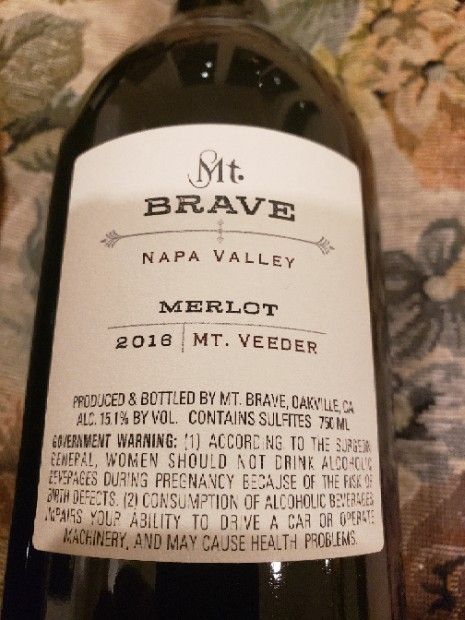 Mt.
BRAVE
NAPA VALLEY
MERLOT
2016 MT. VEEDER
PRODUCED & BOTTLED BY MT. BRAVE, OAKVILLE, CA
ALC. 15.1% BY VOL. CONTAINS SULFITES 750 ML
GOVERNMENT WARNING: (1) ACCORDING TO THE SURGEON
GENERAL, WOMEN SHOULD NOT DRINK ALCOHOLIC
BEVERAGES DURING PREGNANCY BECAUSE OF THE RISK OF
BIRTH DEFECTS. (2) CONSUMPTION OF ALCOHOLIC BEVERAGES
IMPAIRS YOUR ABILITY TO DRIVE A CAR OR OPERATE
MACHINERY, AND MAY CAUSE HEALTH PROBLEMS.